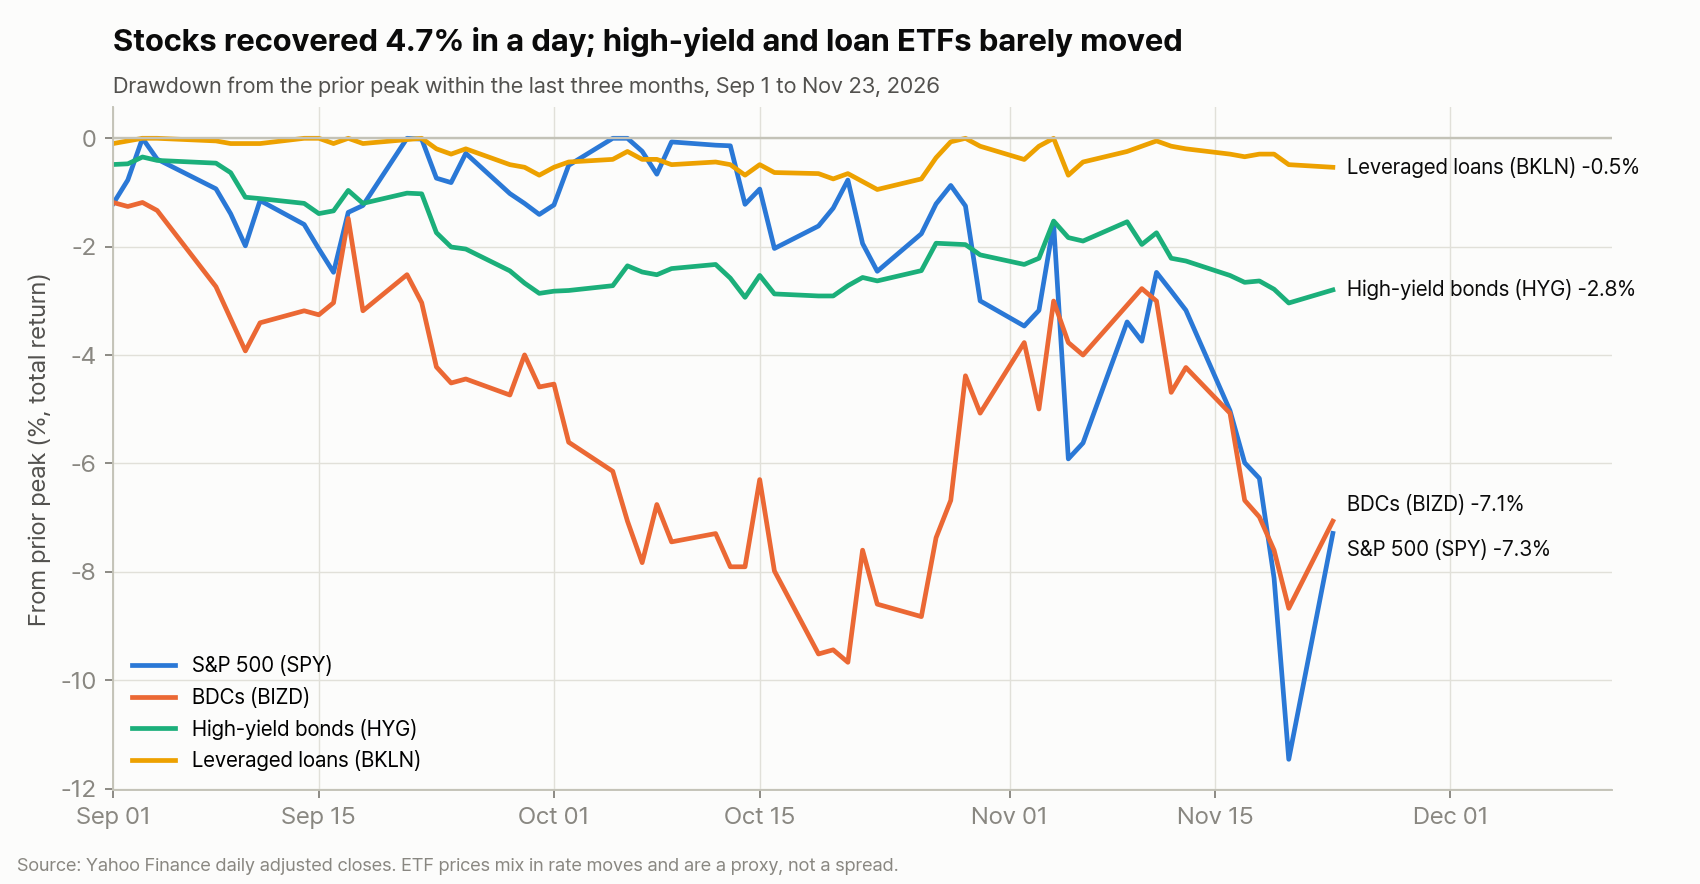 Stocks recovered 4.7% in a day; high-yield and loan ETFs barely moved
Drawdown from the prior peak within the last three months, Sep 1 to Nov 23, 2026
From prior peak (%, total return)
0
-2
-4
-6
-8
-10
-12
Leveraged loans (BKLN) -0.5%
High-yield bonds (HYG) -2.8%
BDCs (BIZD) -7.1%
S&P 500 (SPY) -7.3%
S&P 500 (SPY)
BDCs (BIZD)
High-yield bonds (HYG)
Leveraged loans (BKLN)
Sep 01
Sep 15
Oct 01
Oct 15
Nov 01
Nov 15
Dec 01
Source: Yahoo Finance daily adjusted closes. ETF prices mix in rate moves and are a proxy, not a spread.